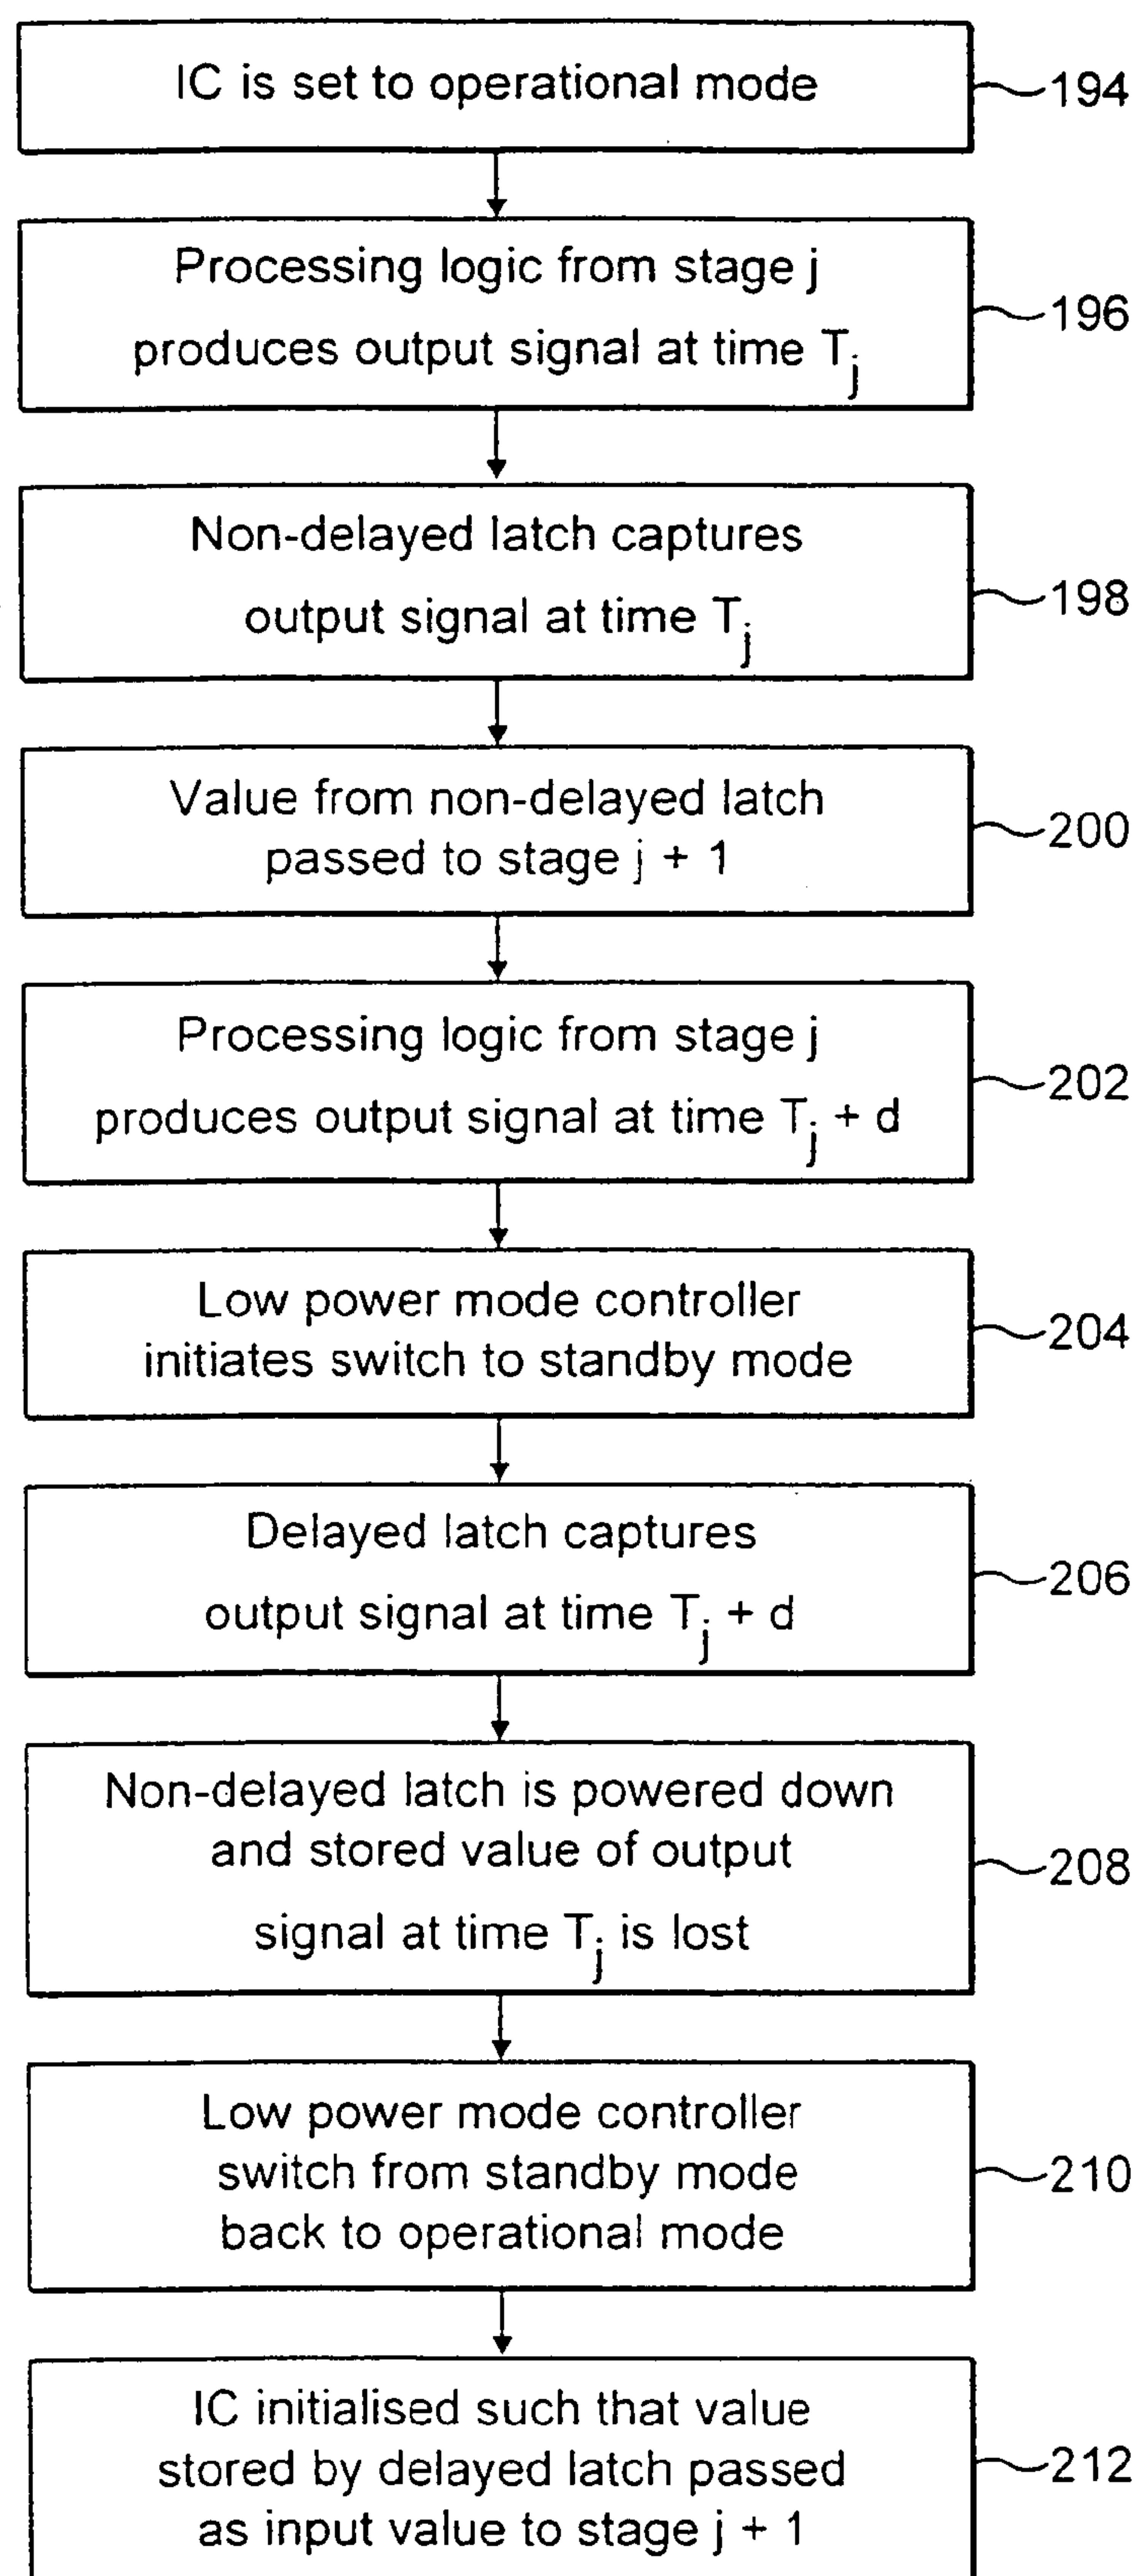 IC is set to operational mode
194
Processing logic from stage j
produces output signal at time Tj
196
Non-delayed latch captures
output signal at time Tj
198
Value from non-delayed latch
passed to stage j + 1
200
Processing logic from stage j
produces output signal at time Tj + d
202
Low power mode controller
initiates switch to standby mode
204
Delayed latch captures
output signal at time Tj + d
206
Non-delayed latch is powered down
and stored value of output
signal at time Tj is lost
208
Low power mode controller
switch from standby mode
back to operational mode
210
IC initialised such that value
stored by delayed latch passed
as input value to stage j + 1
212